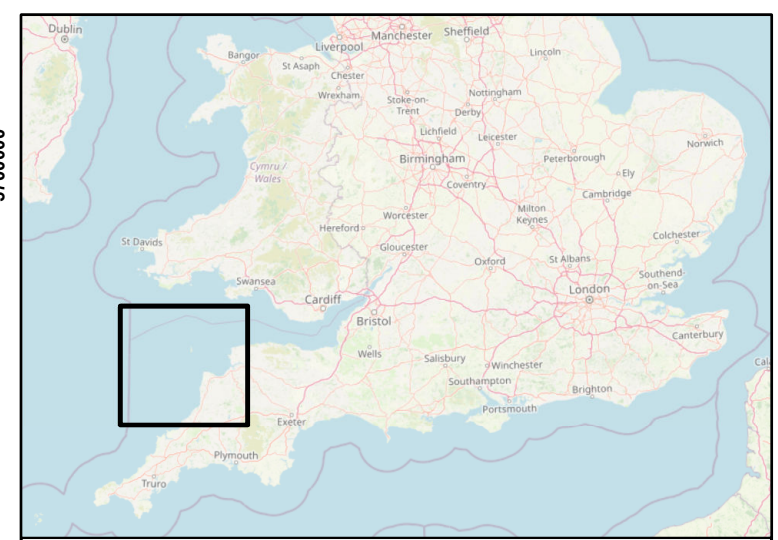 Dublin
Manchester
Sheffield
Liverpool
Lincoln
Bangor
St Asaph
Chester
Wrexham
Stoke-on-
Trent
Nottingham
Derby
Lichfield
Leicester
Norwich
Birmingham
Peterborough
Ely
Cymru /
Wales
Coventry
Cambridge
Worcester
Milton
Keynes
Hereford
Colchester
St Davids
Gloucester
Oxford
St Albans
Swansea
Southend-
on-Sea
London
Cardiff
Bristol
Canterbury
Wells
Salisbury
Winchester
Cal
Southampton
Brighton
Portsmouth
Exeter
Plymouth
Truro